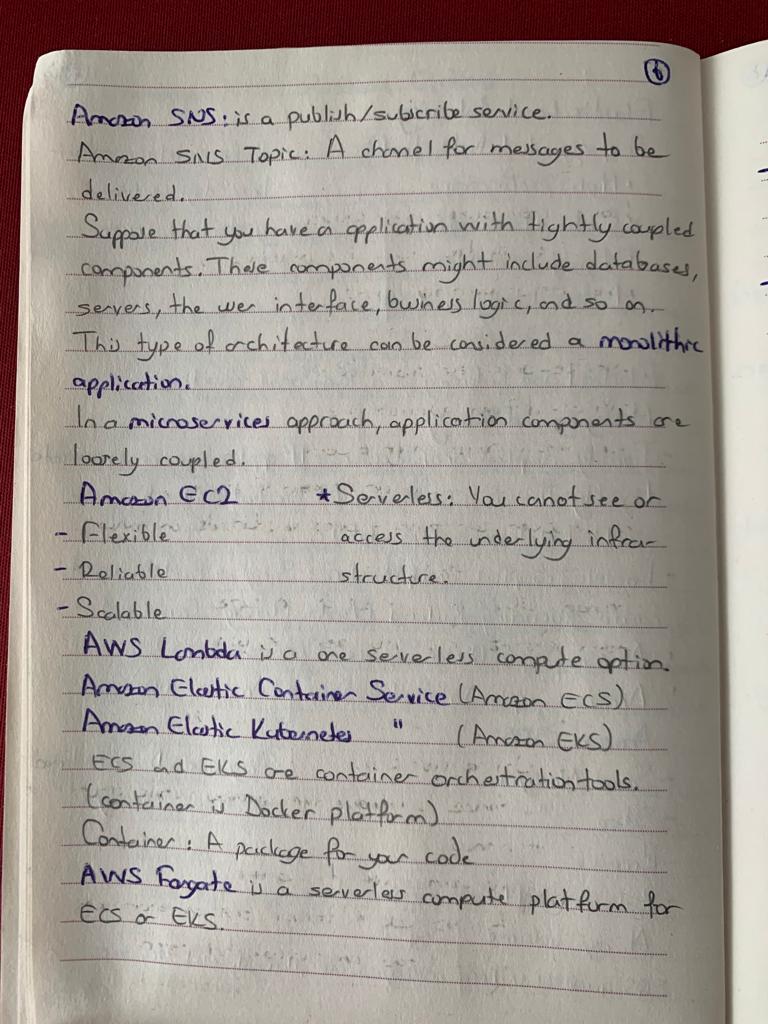 6
Amazon SNS: is a publish/subscribe service.
Amazon SNS Topic: A chanel for messages to be
delivered.
Suppose that you have a application with tightly coupled
components. These components might include databases,
servers, the user interface, business logic, and so on.
This type of architecture can be considered a monolithic
application.
In a microservices approach, application components are
loosely coupled.
Amazon EC2 * Serverless: You canot see or
- Flexible access the underlying infra-
- Reliable structure.
- Scalable
AWS Lambda is a one serverless compute option.
Amazon Elastic Container Service (Amazon ECS)
Amazon Elastic Kubernetes " (Amazon EKS)
ECS and EKS are container orchestration tools.
(container is Docker platform)
Container: A package for your code
AWS Fargate is a serverless compute platform for
ECS or EKS.